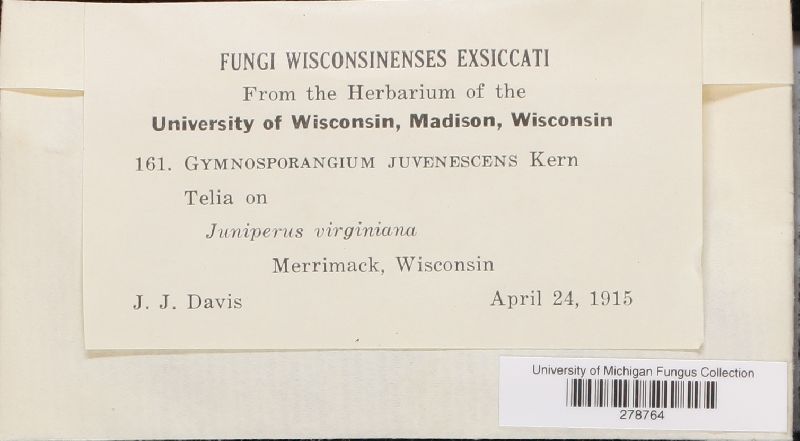 FUNGI WISCONSINENSES EXSICCATI
From the Herbarium of the
University of Wisconsin, Madison, Wisconsin
161. GYMNOSPORANGIUM JUVENESCENS Kern
Telia on
Juniperus virginiana
Merrimack, Wisconsin
J. J. Davis April 24, 1915
University of Michigan Fungus Collection
278764